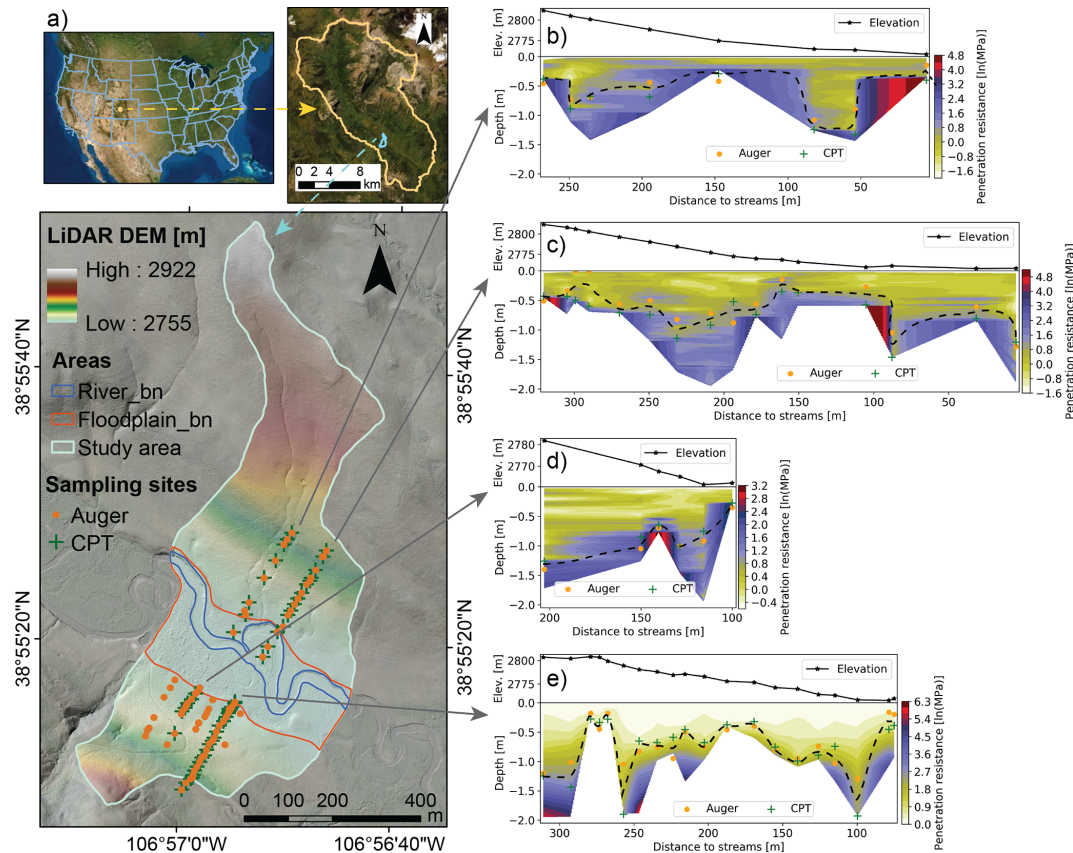 a)
N
0 2 4 8
km
LiDAR DEM [m]
High : 2922
Low : 2755
Areas
River_bn
Floodplain_bn
Study area
Sampling sites
Auger
CPT
N
38°55'40"N
38°55'20"N
38°55'40"N
38°55'20"N
0 100 200 400
m
106°57'0"W
106°56'40"W
b)
Elev. [m]
2800
2775
Elevation
Depth [m]
0.0
−0.5
−1.0
−1.5
−2.0
Auger
CPT
250 200 150 100 50
Distance to streams [m]
4.8
4.0
3.2
2.4
1.6
0.8
0.0
−0.8
−1.6
Penetration resistance [ln(MPa)]
c)
Elev. [m]
2800
2775
Elevation
Depth [m]
0.0
−0.5
−1.0
−1.5
−2.0
Auger
CPT
300 250 200 150 100 50
Distance to streams [m]
4.8
4.0
3.2
2.4
1.6
0.8
0.0
−0.8
−1.6
Penetration resistance [ln(MPa)]
d)
Elev. [m]
2780
2770
Elevation
Depth [m]
0.0
−0.5
−1.0
−1.5
−2.0
Auger
CPT
200 150 100
Distance to streams [m]
3.2
2.8
2.4
2.0
1.6
1.2
0.8
0.4
0.0
−0.4
Penetration resistance [ln(MPa)]
e)
Elev. [m]
2800
2775
Elevation
Depth [m]
0.0
−0.5
−1.0
−1.5
−2.0
Auger
CPT
300 250 200 150 100
Distance to streams [m]
6.3
5.4
4.5
3.6
2.7
1.8
0.9
0.0
Penetration resistance [ln(MPa)]